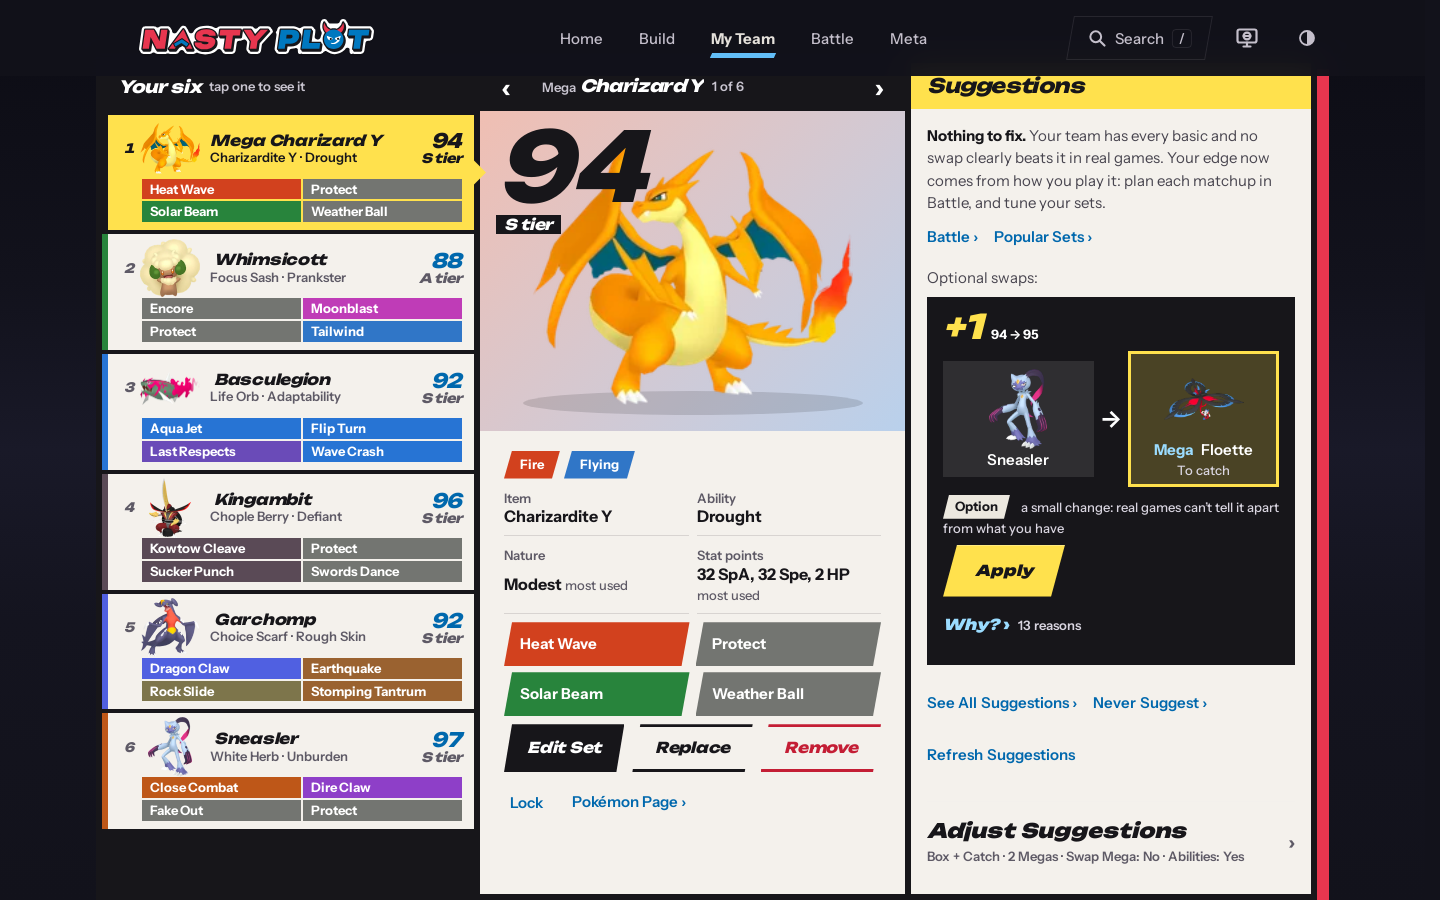 NASTY PLOT
Home
Build
My Team
Battle
Meta
Search /
Your six tap one to see it
1 Mega Charizard Y 94
Charizardite Y · Drought S tier
Heat Wave Protect
Solar Beam Weather Ball
2 Whimsicott 88
Focus Sash · Prankster A tier
Encore Moonblast
Protect Tailwind
3 Basculegion 92
Life Orb · Adaptability S tier
Aqua Jet Flip Turn
Last Respects Wave Crash
4 Kingambit 96
Chople Berry · Defiant S tier
Kowtow Cleave Protect
Sucker Punch Swords Dance
5 Garchomp 92
Choice Scarf · Rough Skin S tier
Dragon Claw Earthquake
Rock Slide Stomping Tantrum
6 Sneasler 97
White Herb · Unburden S tier
Close Combat Dire Claw
Fake Out Protect
‹ Mega Charizard Y 1 of 6 ›
94
S tier
Fire Flying
Item Ability
Charizardite Y Drought
Nature Stat points
Modest most used 32 SpA, 32 Spe, 2 HP
most used
Heat Wave Protect
Solar Beam Weather Ball
Edit Set Replace Remove
Lock Pokémon Page ›
Suggestions
Nothing to fix. Your team has every basic and no
swap clearly beats it in real games. Your edge now
comes from how you play it: plan each matchup in
Battle, and tune your sets.
Battle › Popular Sets ›
Optional swaps:
+1 94 → 95
Sneasler → Mega Floette
To catch
Option a small change: real games can't tell it apart
from what you have
Apply
Why? › 13 reasons
See All Suggestions › Never Suggest ›
Refresh Suggestions
Adjust Suggestions ›
Box + Catch · 2 Megas · Swap Mega: No · Abilities: Yes